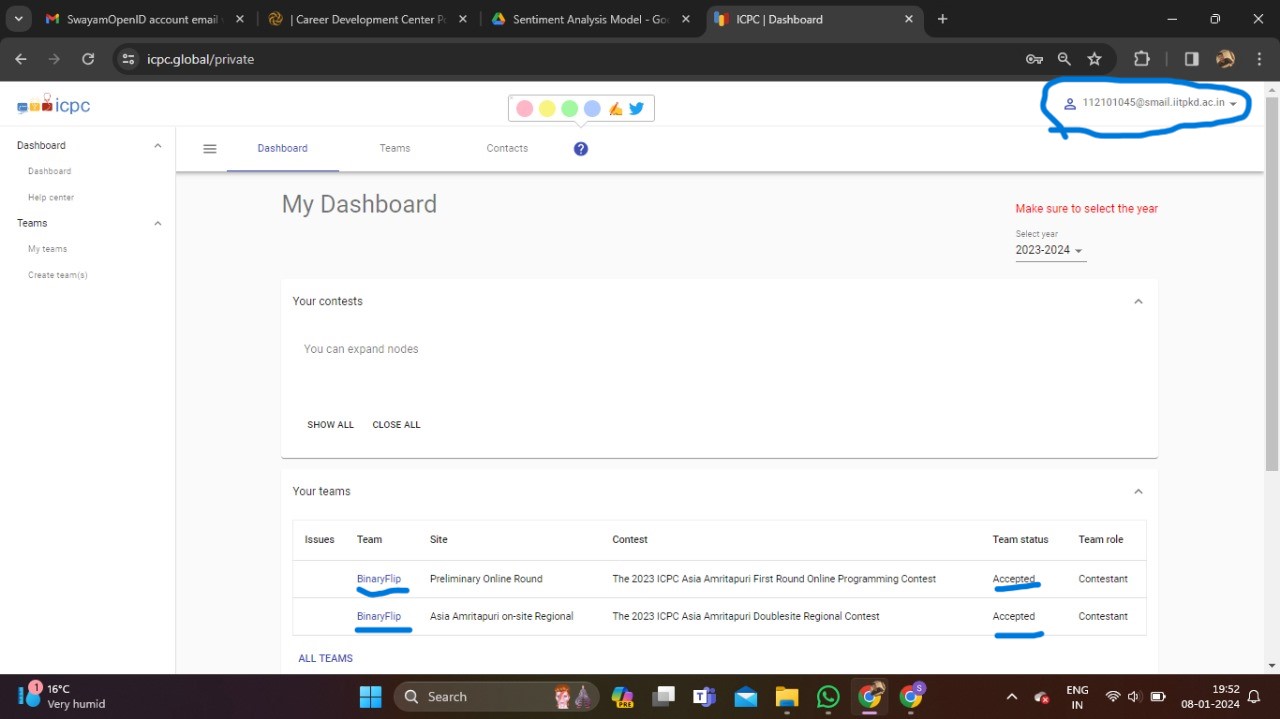 SwayamOpenID account email
| Career Development Center Po
Sentiment Analysis Model - Goo
ICPC | Dashboard
icpc.global/private
icpc
112101045@smail.iitpkd.ac.in
Dashboard
Dashboard
Help center
Teams
My teams
Create team(s)
Dashboard Teams Contacts ?
My Dashboard
Make sure to select the year
Select year
2023-2024
Your contests
You can expand nodes
SHOW ALL CLOSE ALL
Your teams
Issues Team Site Contest Team status Team role
BinaryFlip Preliminary Online Round The 2023 ICPC Asia Amritapuri First Round Online Programming Contest Accepted Contestant
BinaryFlip Asia Amritapuri on-site Regional The 2023 ICPC Asia Amritapuri Doublesite Regional Contest Accepted Contestant
ALL TEAMS
1
16°C
Very humid
Search
PRE
S
ENG
IN
19:52
08-01-2024